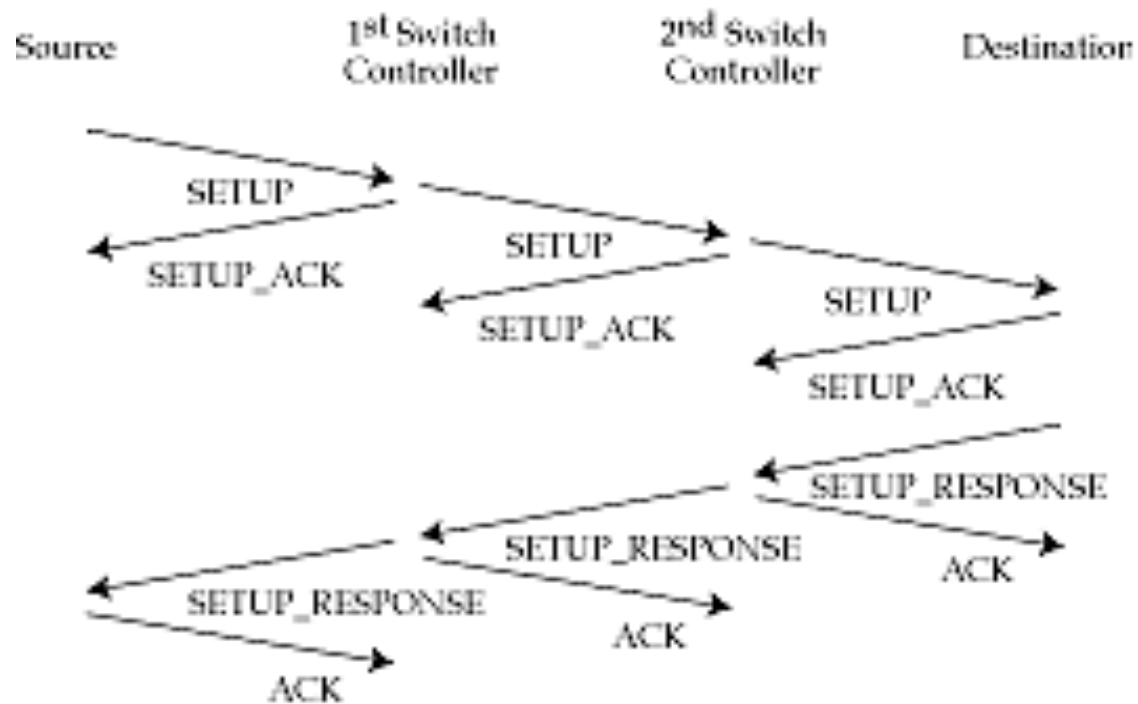 Source
1st Switch
Controller
2nd Switch
Controller
Destination
SETUP
SETUP
SETUP_ACK
SETUP
SETUP_ACK
SETUP_ACK
SETUP_RESPONSE
SETUP_RESPONSE
ACK
SETUP_RESPONSE
ACK
ACK